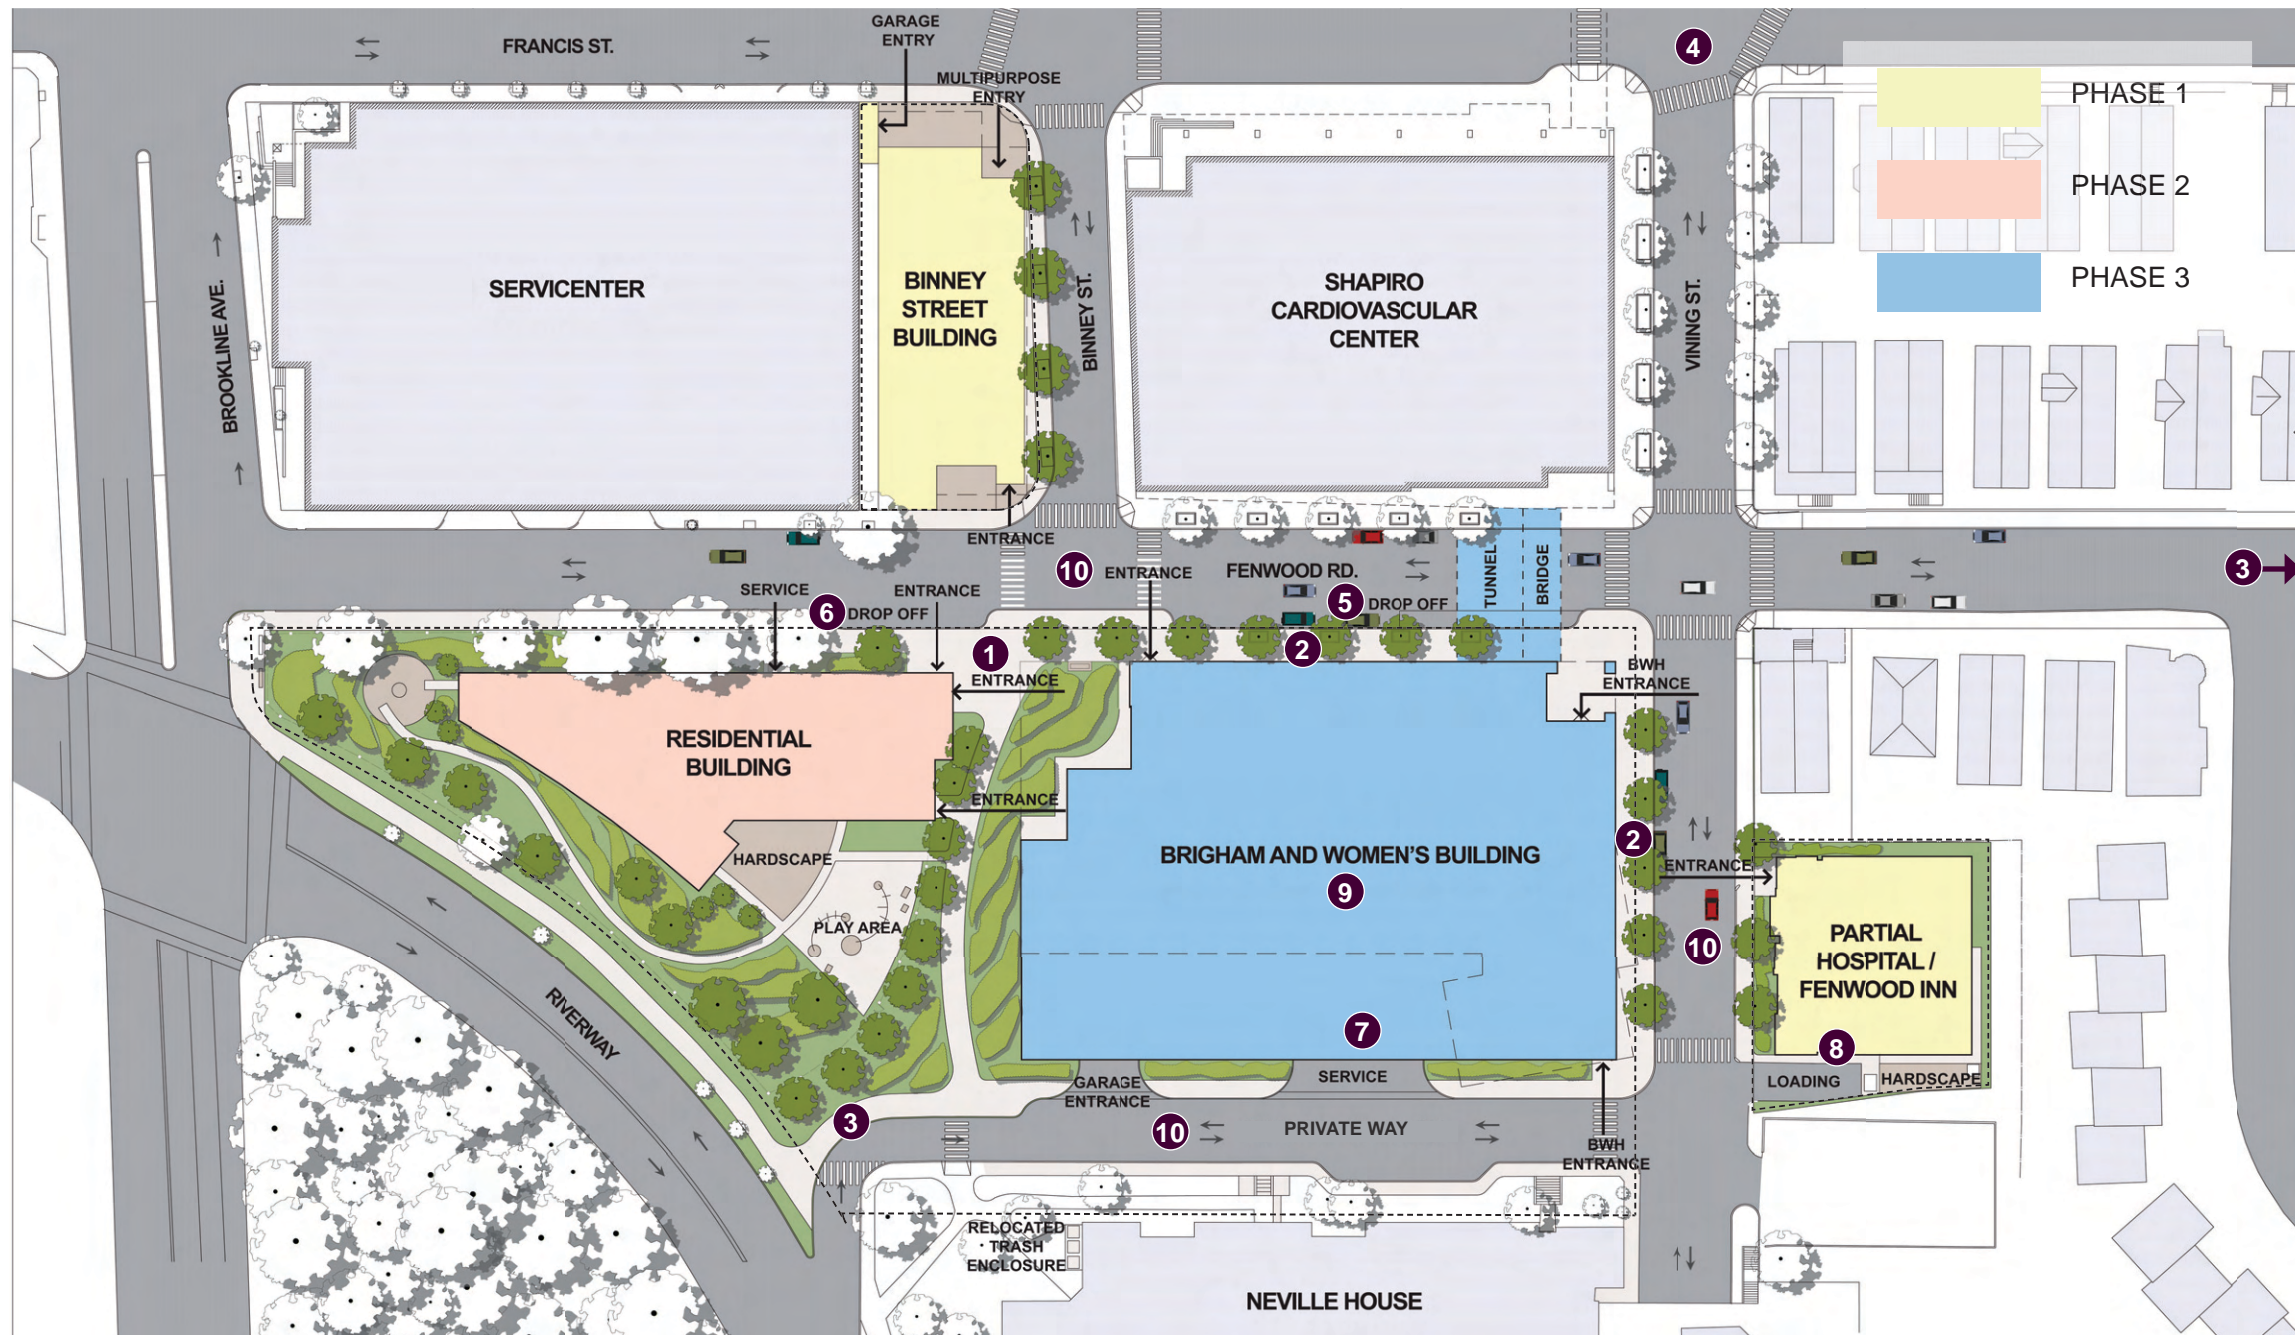 GARAGE
ENTRY
FRANCIS ST.
4
MULTIPURPOSE
ENTRY
PHASE 1
PHASE 2
PHASE 3
SERVICENTER
BINNEY
STREET
BUILDING
BINNEY ST.
SHAPIRO
CARDIOVASCULAR
CENTER
VINING ST.
BROOKLINE AVE.
ENTRANCE
10
ENTRANCE
FENWOOD RD.
TUNNEL
BRIDGE
3
SERVICE
ENTRANCE
6
DROP OFF
5
DROP OFF
1
ENTRANCE
2
BWH
ENTRANCE
RESIDENTIAL
BUILDING
ENTRANCE
HARDSCAPE
BRIGHAM AND WOMEN'S BUILDING
9
2
ENTRANCE
PLAY AREA
PARTIAL
HOSPITAL /
FENWOOD INN
10
RIVERWAY
7
8
GARAGE
ENTRANCE
SERVICE
LOADING
HARDSCAPE
3
10
PRIVATE WAY
BWH
ENTRANCE
RELOCATED
TRASH
ENCLOSURE
NEVILLE HOUSE